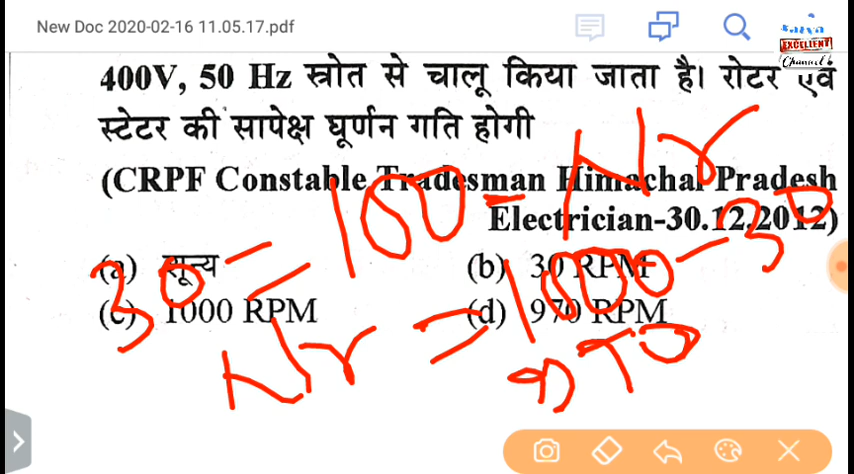 New Doc 2020-02-16 11.05.17.pdf
EXCELLENT
Channel
400V, 50 Hz स्रोत से चालू किया जाता है। रोटर एवं
स्टेटर की सापेक्ष घूर्णन गति होगी
(CRPF Constable Tradesman Himachal Pradesh
Electrician-30.12.2012)
(a) शून्य
(b) 30 RPM
(c) 1000 RPM
(d) 970 RPM
30 = 100 - Nr
Nr = 1000 - 30
970